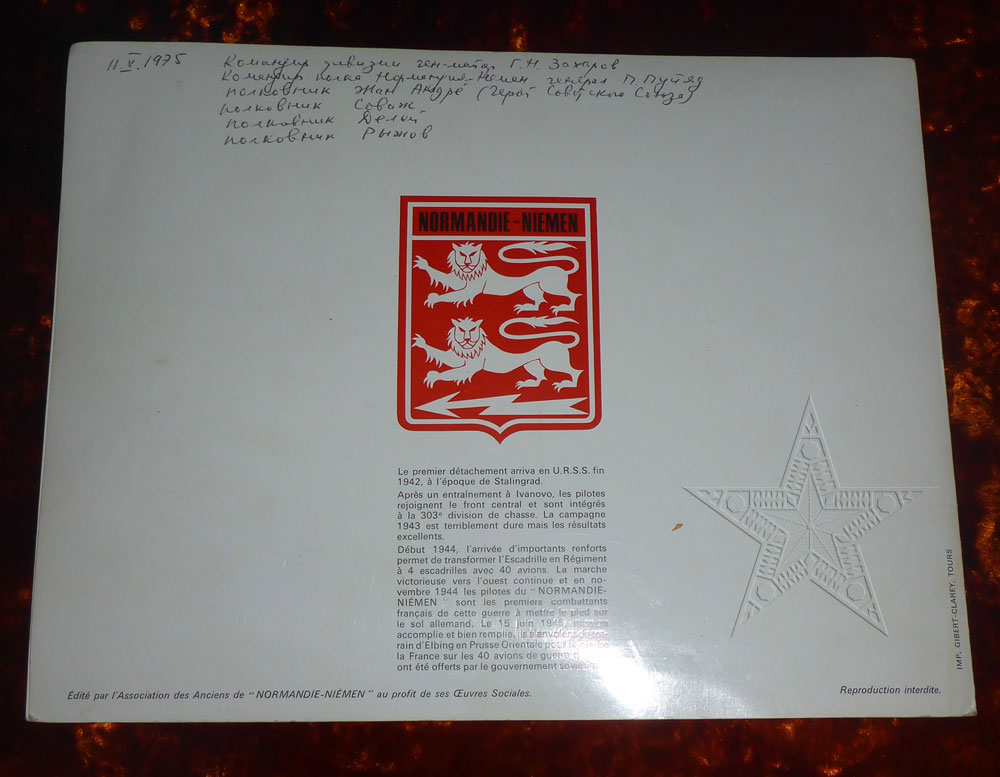 11.V.1975 Командир дивизии ген-майор Г.Н. Захаров
Командир полка Нормандия-Неман генерал П. Пуйяд
полковник Жан Андрé (Герой Советского Союза)
полковник Соваж
полковник Делой
полковник Рыжов
NORMANDIE-NIEMEN
Le premier détachement arriva en U.R.S.S. fin
1942, à l'époque de Stalingrad.
Après un entraînement à Ivanovo, les pilotes
rejoignent le front central et sont intégrés
à la 303e division de chasse. La campagne
1943 est terriblement dure mais les résultats
excellents.
Début 1944, l'arrivée d'importants renforts
permet de transformer l'Escadrille en Régiment
à 4 escadrilles avec 40 avions. La marche
victorieuse vers l'ouest continue et en no-
vembre 1944 les pilotes du "NORMANDIE-
NIÉMEN" sont les premiers combattants
français de cette guerre à mettre le pied sur
le sol allemand. Le 15 juin 1945, mission
accomplie et bien remplie, ils s'envolent du ter-
rain d'Elbing en Prusse Orientale pour
la France sur les 40 avions de guerre
ont été offerts par le gouvernement soviétique.
Édité par l'Association des Anciens de "NORMANDIE-NIÉMEN" au profit de ses Œuvres Sociales.
Reproduction interdite.
IMP. GIBERT-CLAREY, TOURS